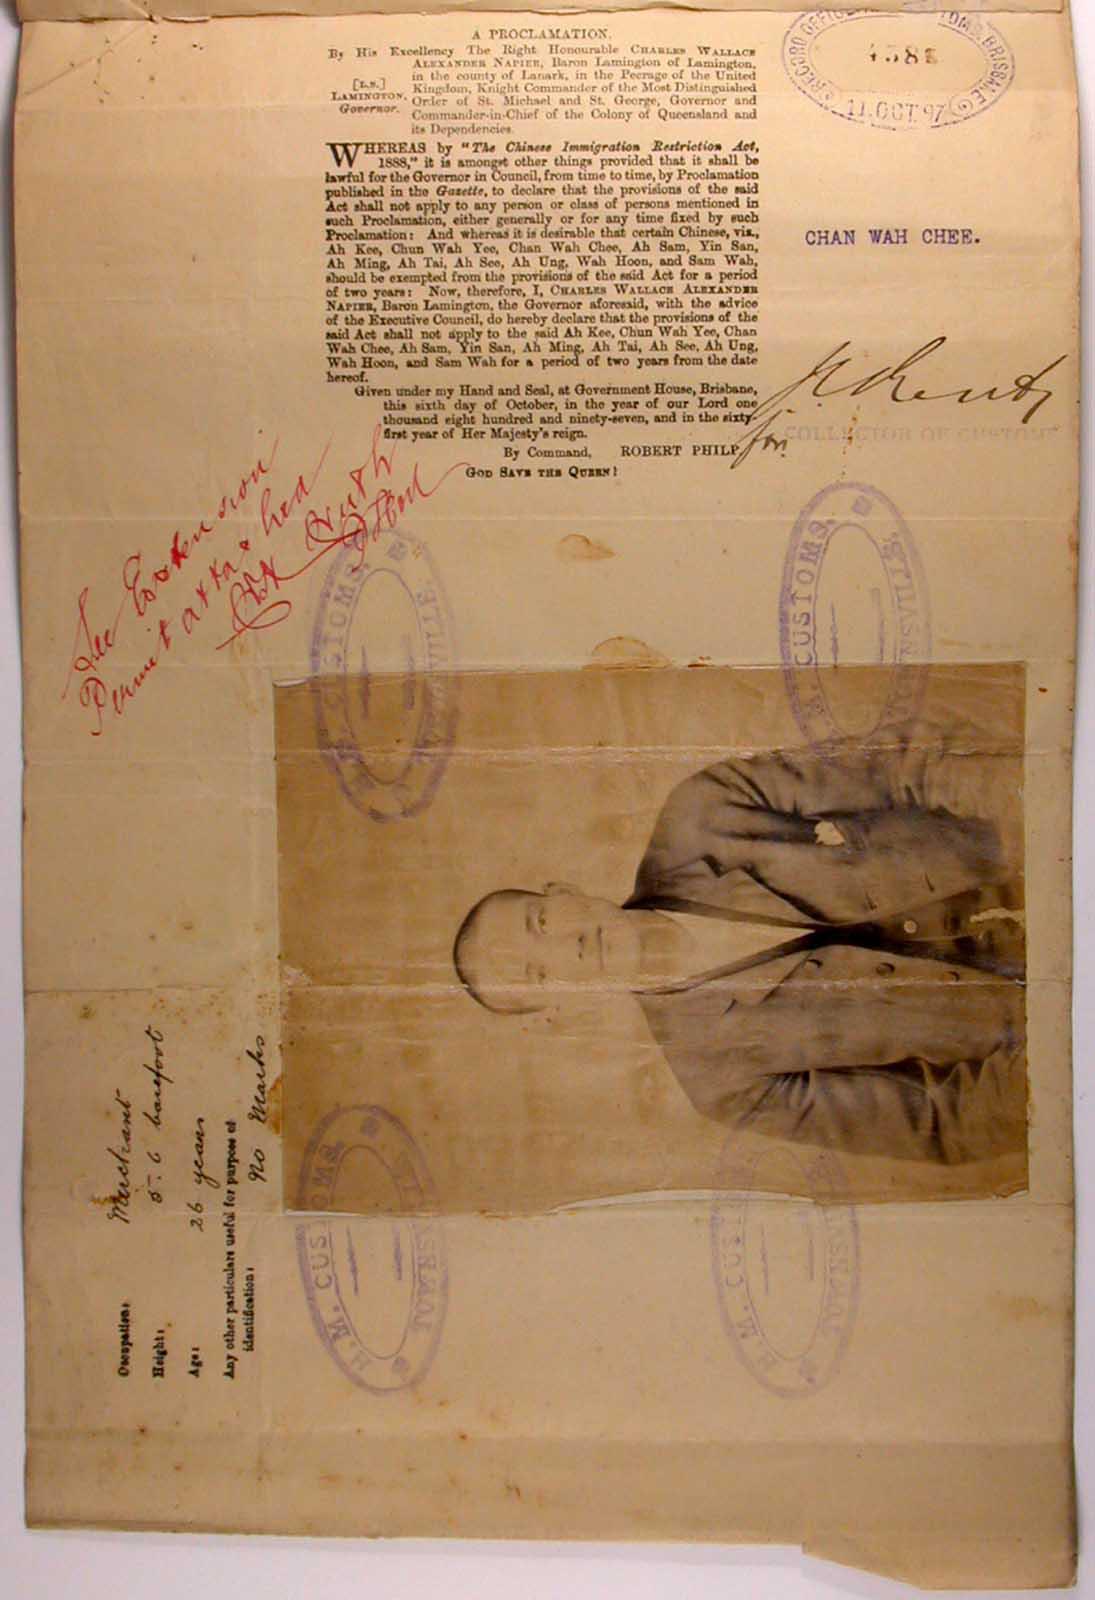 A PROCLAMATION.
By His Excellency The Right Honourable CHARLES WALLACE
ALEXANDER NAPIER, Baron Lamington of Lamington,
in the county of Lanark, in the Peerage of the United
Kingdom, Knight Commander of the Most Distinguished
Order of St. Michael and St. George, Governor and
Commander-in-Chief of the Colony of Queensland and
its Dependencies.
[L.S.]
LAMINGTON,
Governor.
WHEREAS by "The Chinese Immigration Restriction Act,
1888," it is amongst other things provided that it shall be
lawful for the Governor in Council, from time to time, by Proclamation
published in the Gazette, to declare that the provisions of the said
Act shall not apply to any person or class of persons mentioned in
such Proclamation, either generally or for any time fixed by such
Proclamation: And whereas it is desirable that certain Chinese, viz.,
Ah Kee, Chun Wah Yee, Chan Wah Chee, Ah Sam, Yin San,
Ah Ming, Ah Tai, Ah See, Ah Ung, Wah Hoon, and Sam Wah,
should be exempted from the provisions of the said Act for a period
of two years: Now, therefore, I, CHARLES WALLACE ALEXANDER
NAPIER, Baron Lamington, the Governor aforesaid, with the advice
of the Executive Council, do hereby declare that the provisions of the
said Act shall not apply to the said Ah Kee, Chun Wah Yee, Chan
Wah Chee, Ah Sam, Yin San, Ah Ming, Ah Tai, Ah See, Ah Ung,
Wah Hoon, and Sam Wah for a period of two years from the date
hereof.
Given under my Hand and Seal, at Government House, Brisbane,
this sixth day of October, in the year of our Lord one
thousand eight hundred and ninety-seven, and in the sixty-
first year of Her Majesty's reign.
By Command, ROBERT PHILP.
GOD SAVE THE QUEEN!
RECORD OFFICE CUSTOMS, BRISBANE
11. OCT. 97
CHAN WAH CHEE.
for
COLLECTOR OF CUSTOMS
See Extension
Permit attached
H.M. CUSTOMS.
TOWNSVILLE.
H.M. CUSTOMS.
TOWNSVILLE.
H.M. CUSTOMS.
TOWNSVILLE
H.M. CUSTOMS
TOWNSVILLE
Occupation: Merchant
Height: 5. 6 barefoot
Age: 26 years
Any other particulars useful for purpose of
identification: No Marks